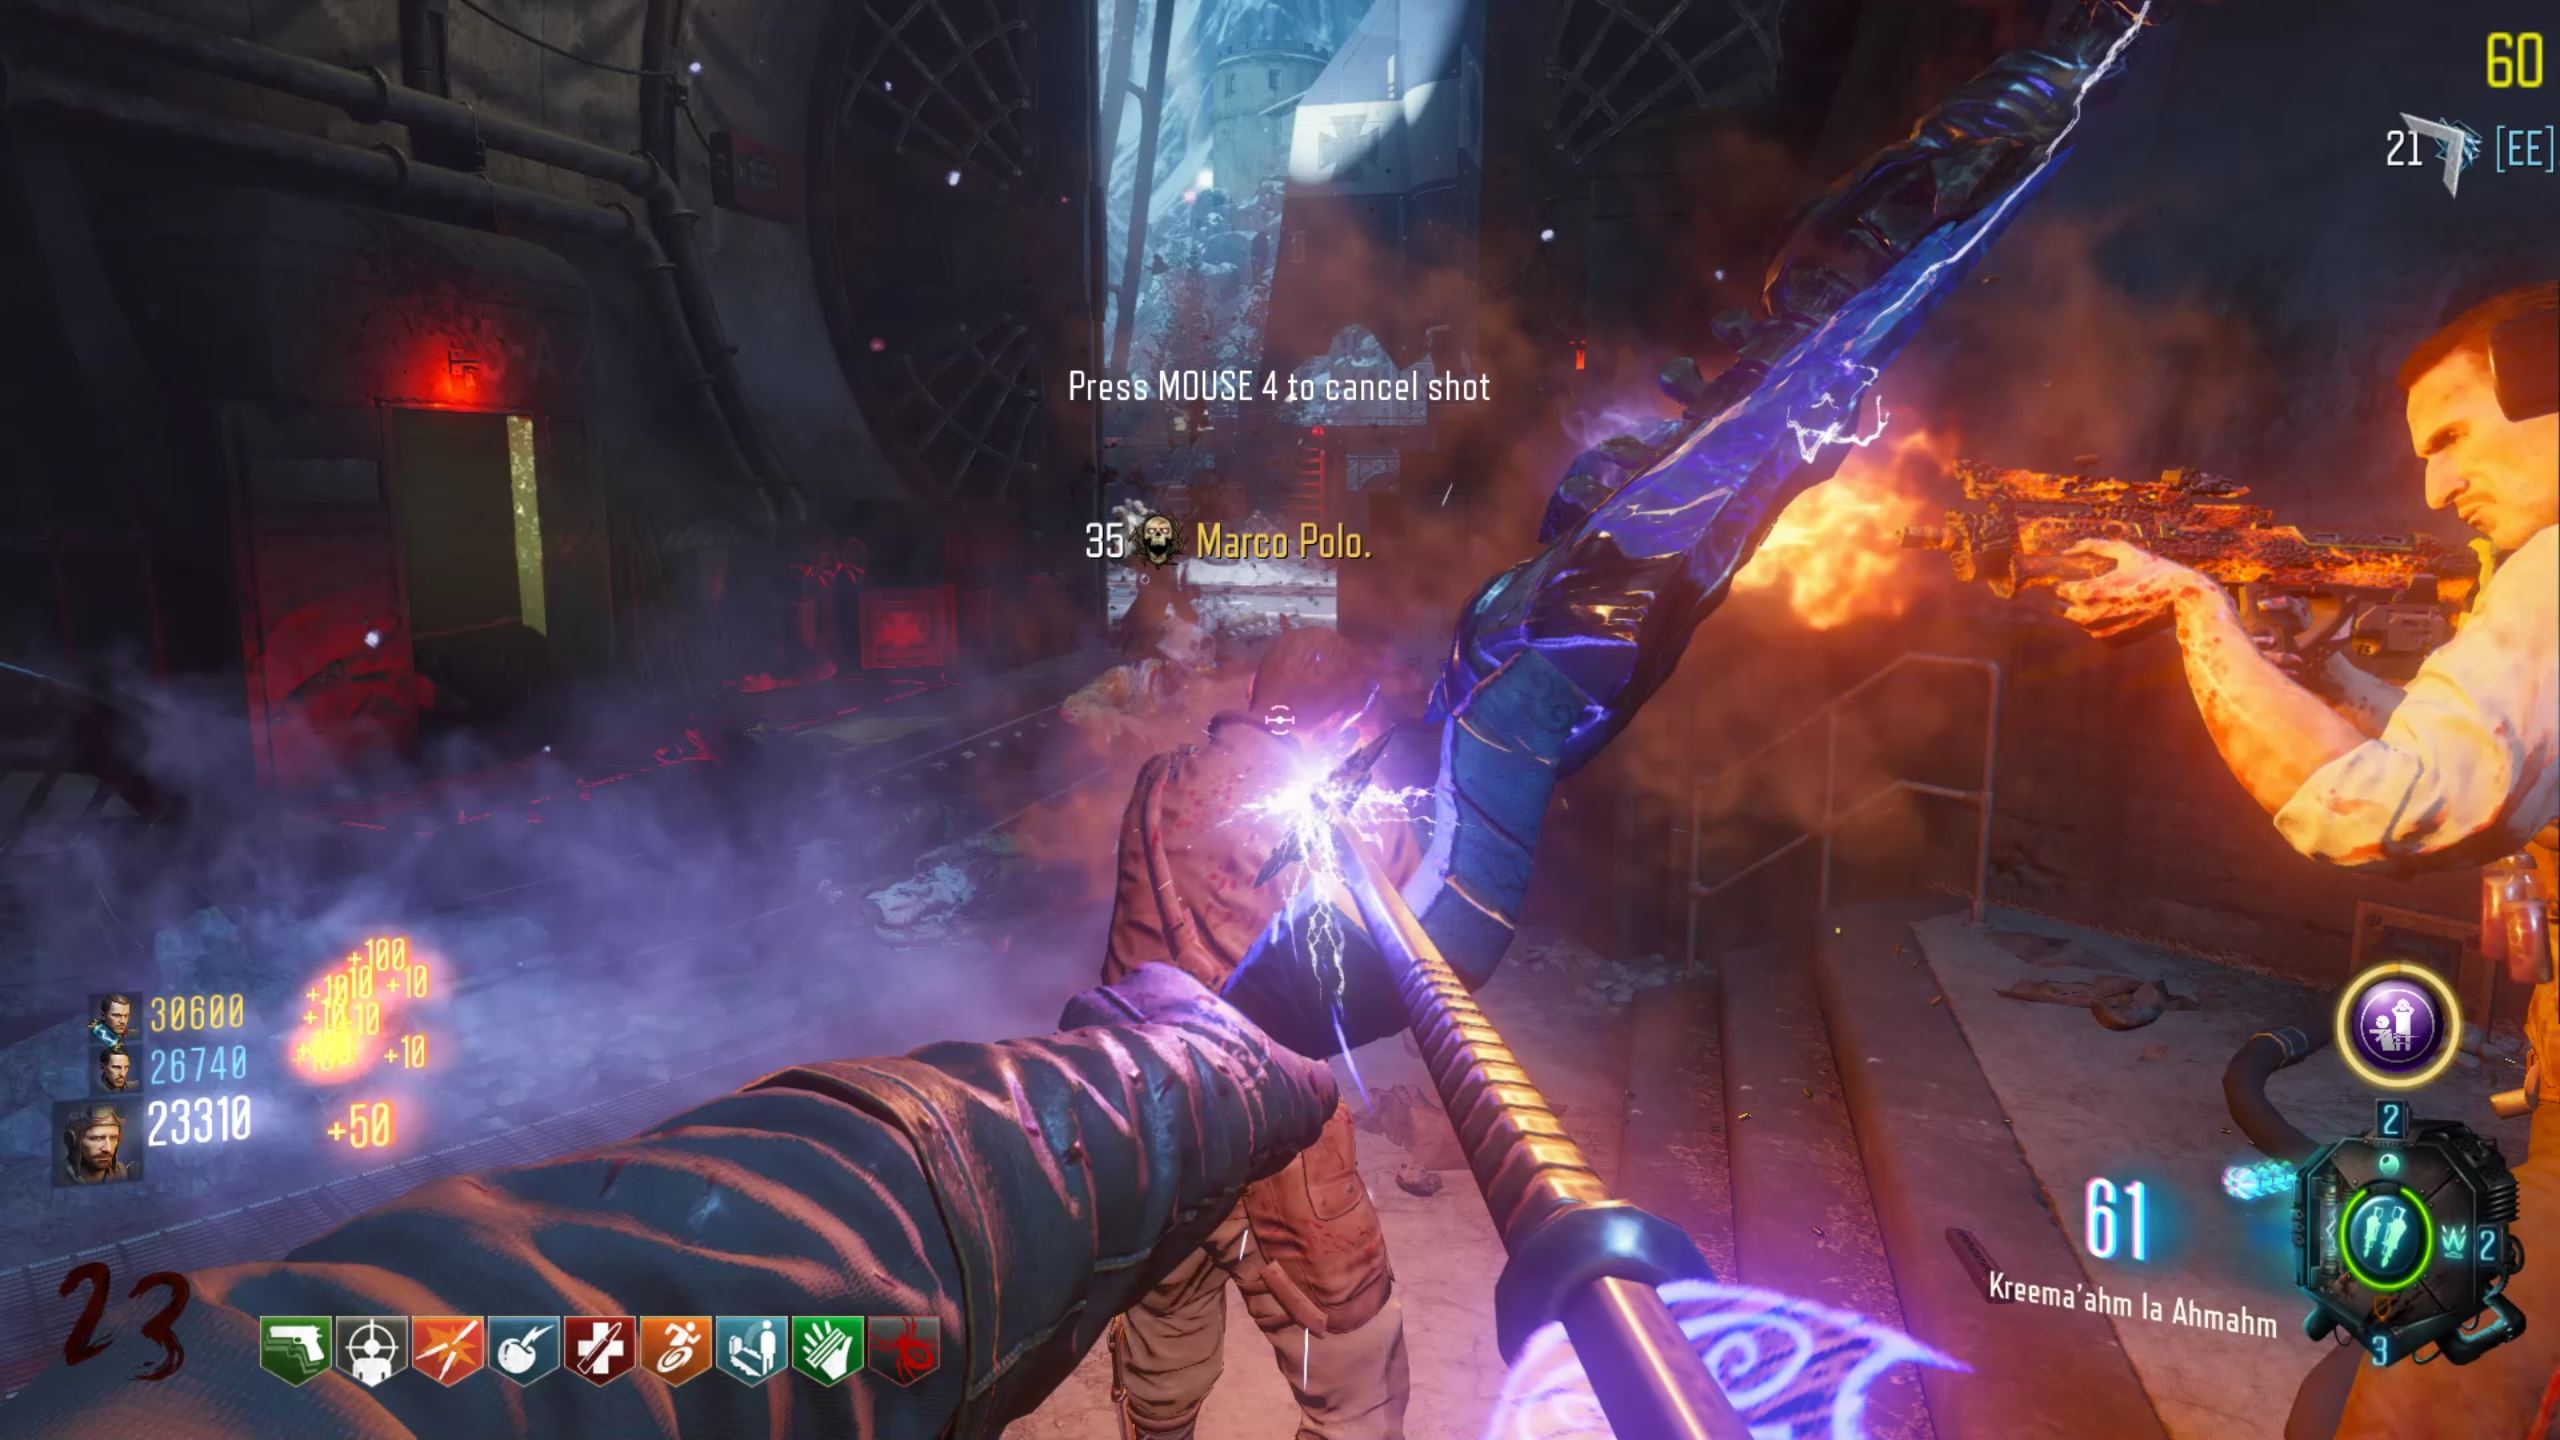 60
21 [EE]
Press MOUSE 4 to cancel shot
35 Marco Polo.
+100
+10 +10
+10 +10
+100 +10
30600
26740
23310 +50
2
61 W 2
Kreema'ahm la Ahmahm
3
23